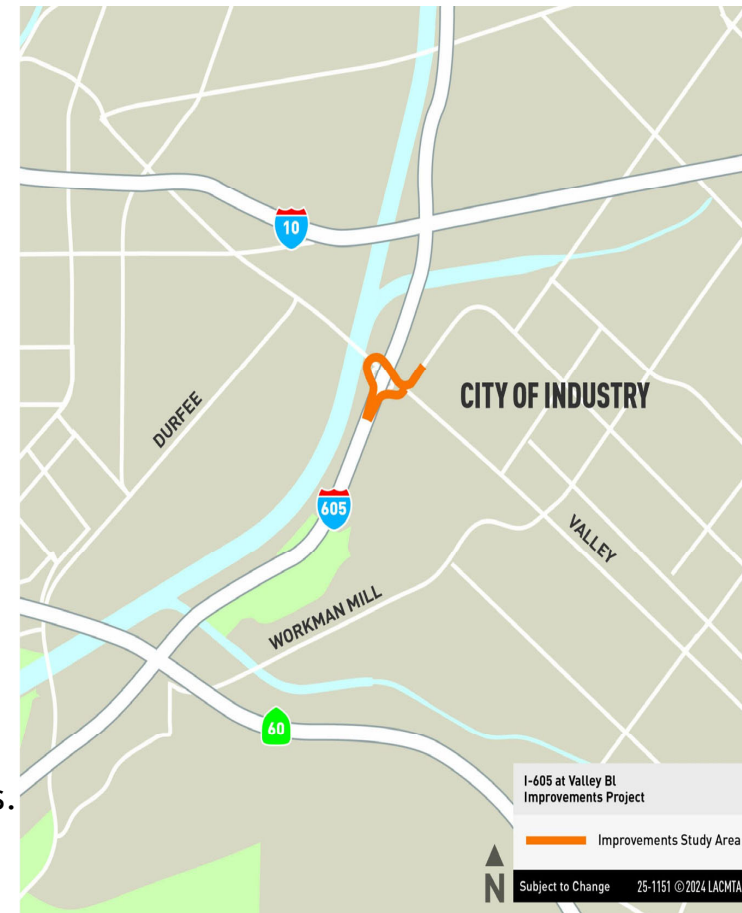 10
CITY OF INDUSTRY
DURFEE
605
VALLEY
WORKMAN MILL
60
s.
I-605 at Valley Bl
Improvements Project
Improvements Study Area
N
Subject to Change 25-1151 ©2024 LACMTA